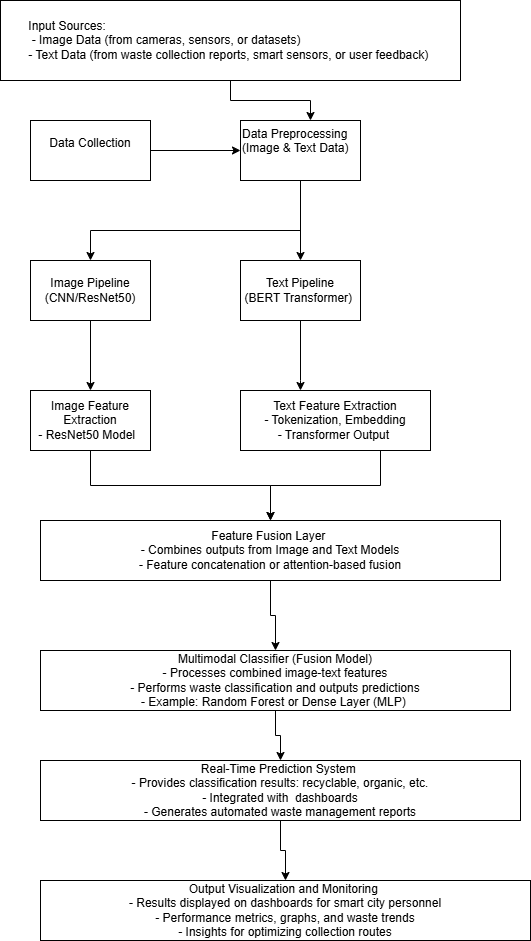 Input Sources:
- Image Data (from cameras, sensors, or datasets)
- Text Data (from waste collection reports, smart sensors, or user feedback)
Data Collection
Data Preprocessing
(Image & Text Data)
Image Pipeline
(CNN/ResNet50)
Text Pipeline
(BERT Transformer)
Image Feature
Extraction
- ResNet50 Model
Text Feature Extraction
- Tokenization, Embedding
- Transformer Output
Feature Fusion Layer
- Combines outputs from Image and Text Models
- Feature concatenation or attention-based fusion
Multimodal Classifier (Fusion Model)
- Processes combined image-text features
- Performs waste classification and outputs predictions
- Example: Random Forest or Dense Layer (MLP)
Real-Time Prediction System
- Provides classification results: recyclable, organic, etc.
- Integrated with dashboards
- Generates automated waste management reports
Output Visualization and Monitoring
- Results displayed on dashboards for smart city personnel
- Performance metrics, graphs, and waste trends
- Insights for optimizing collection routes